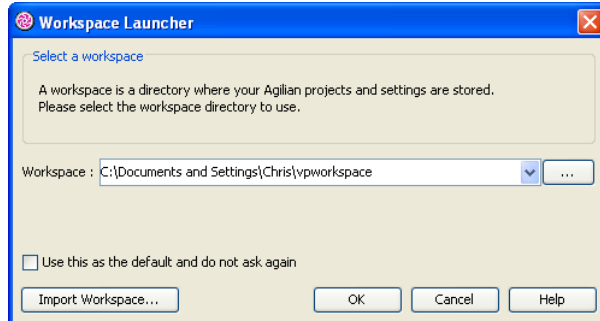 Workspace Launcher
Select a workspace
A workspace is a directory where your Agilian projects and settings are stored.
Please select the workspace directory to use.
Workspace : C:\Documents and Settings\Chris\vpworkspace ...
Use this as the default and do not ask again
Import Workspace... OK Cancel Help